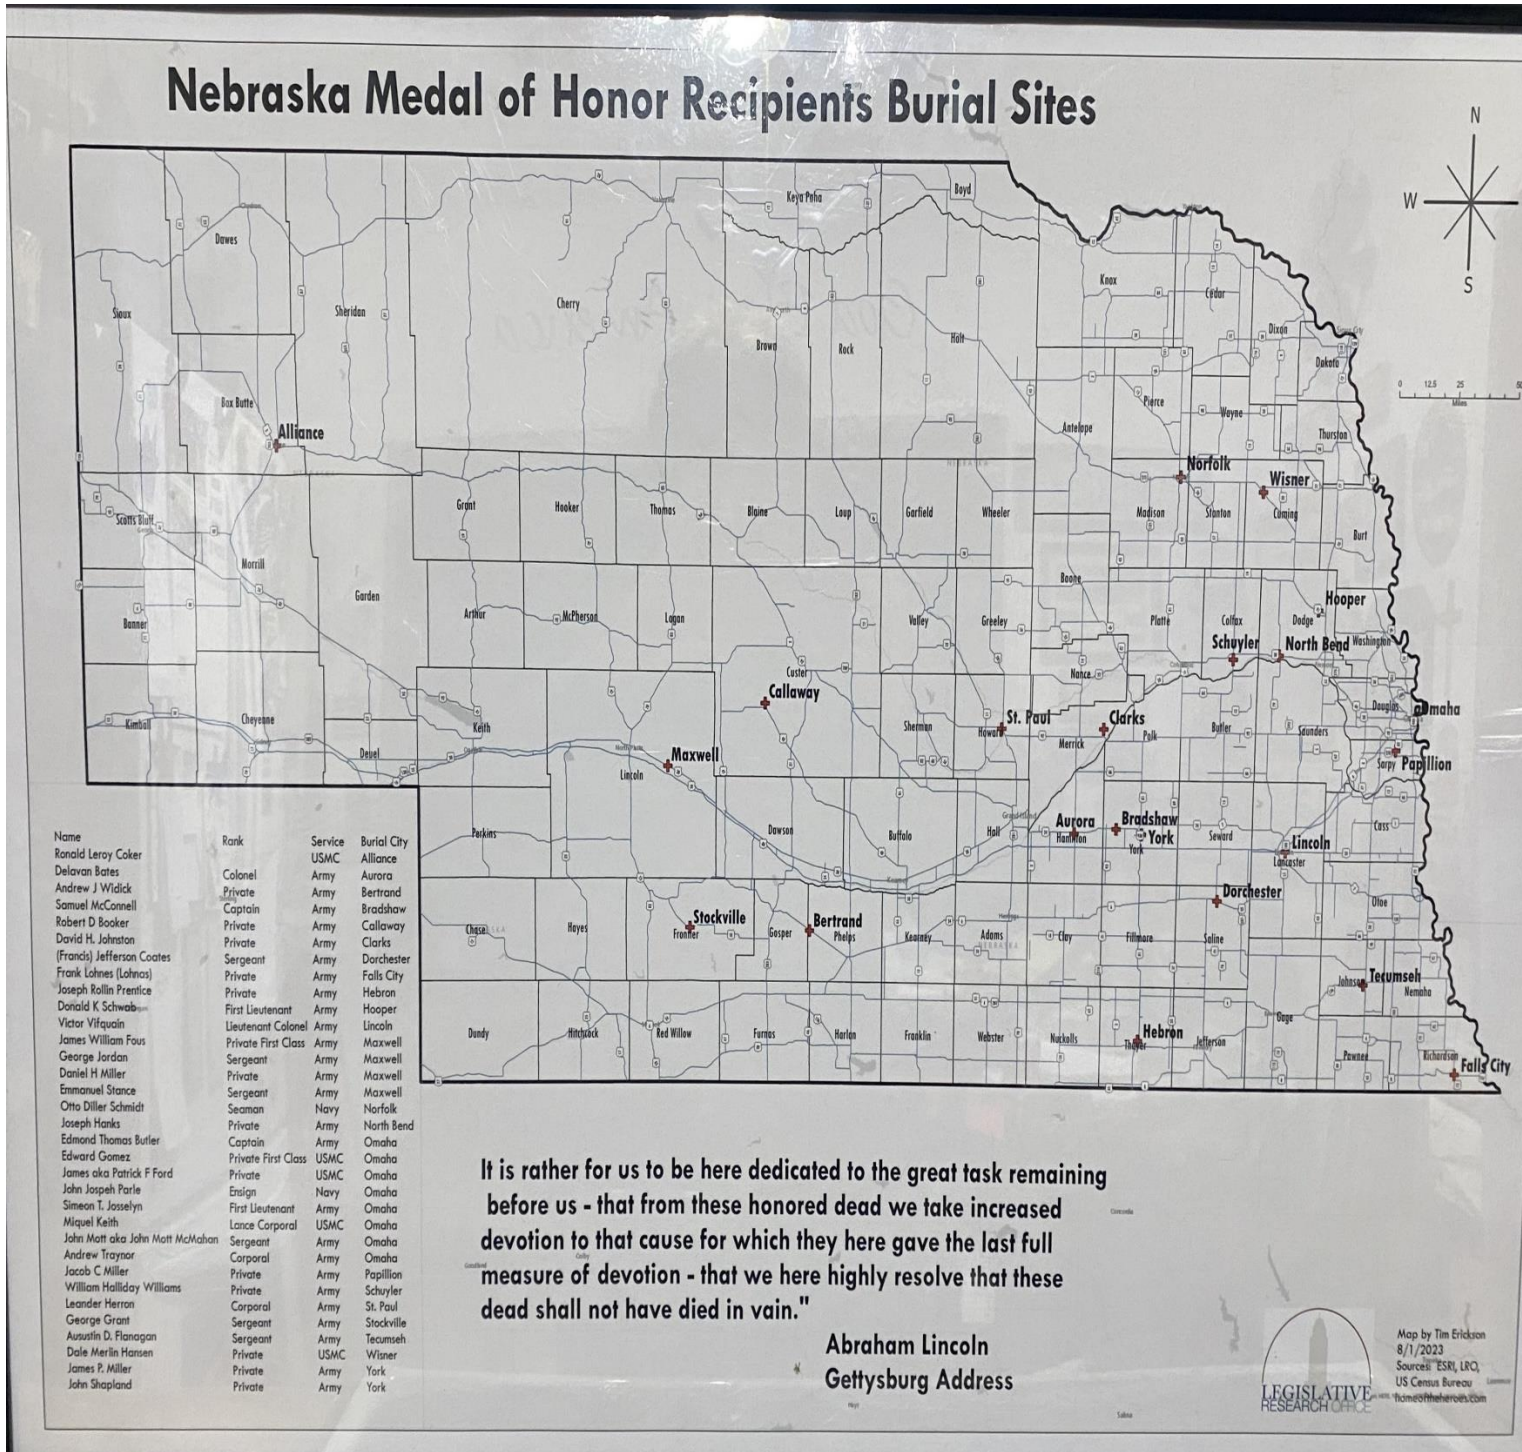 Nebraska Medal of Honor Recipients Burial Sites
N
W
S
0 12.5 25 50
Miles
Boyd
Keya Paha
Dawes
Knox
Cedar
Sioux
Sheridan
Cherry
Dixon
Holt
Brown
Rock
Dakota
Box Butte
Pierce
Wayne
Alliance
Antelope
Thurston
Norfolk
Wisner
Scotts Bluff
Grant
Hooker
Thomas
Blaine
Loup
Garfield
Wheeler
Madison
Stanton
Cuming
Burt
Morrill
Garden
Boone
Hooper
Banner
Arthur
McPherson
Logan
Valley
Greeley
Platte
Colfax
Dodge
Schuyler
North Bend
Washington
Custer
Nance
Callaway
Kimball
Cheyenne
Keith
Sherman
St. Paul
Howard
Clarks
Merrick
Polk
Butler
Saunders
Douglas
Omaha
Deuel
Maxwell
Lincoln
Sarpy
Papillion
Perkins
Dawson
Buffalo
Hall
Grand Island
Aurora
Hamilton
Bradshaw
York
York
Seward
Lincoln
Lancaster
Cass
Chase
Hayes
Stockville
Frontier
Gosper
Bertrand
Phelps
Kearney
Adams
Clay
Fillmore
Dorchester
Saline
Otoe
Johnson
Tecumseh
Nemaha
Dundy
Hitchcock
Red Willow
Furnas
Harlan
Franklin
Webster
Nuckolls
Hebron
Thayer
Jefferson
Gage
Pawnee
Richardson
Falls City
Name Rank Service Burial City
Ronald Leroy Coker USMC Alliance
Delavan Bates Colonel Army Aurora
Andrew J Widick Private Army Bertrand
Samuel McConnell Captain Army Bradshaw
Robert D Booker Private Army Callaway
David H. Johnston Private Army Clarks
(Francis) Jefferson Coates Sergeant Army Dorchester
Frank Lohnes (Lohnas) Private Army Falls City
Joseph Rollin Prentice Private Army Hebron
Donald K Schwab First Lieutenant Army Hooper
Victor Vifquain Lieutenant Colonel Army Lincoln
James William Fous Private First Class Army Maxwell
George Jordan Sergeant Army Maxwell
Daniel H Miller Private Army Maxwell
Emmanuel Stance Sergeant Army Maxwell
Otto Diller Schmidt Seaman Navy Norfolk
Joseph Hanks Private Army North Bend
Edmond Thomas Butler Captain Army Omaha
Edward Gomez Private First Class USMC Omaha
James aka Patrick F Ford Private USMC Omaha
John Jospeh Parle Ensign Navy Omaha
Simeon T. Josselyn First Lieutenant Army Omaha
Miquel Keith Lance Corporal USMC Omaha
John Mott aka John Mott McMahan Sergeant Army Omaha
Andrew Traynor Corporal Army Omaha
Jacob C Miller Private Army Papillion
William Halliday Williams Private Army Schuyler
Leander Herron Corporal Army St. Paul
George Grant Sergeant Army Stockville
Augustin D. Flanagan Sergeant Army Tecumseh
Dale Merlin Hansen Private USMC Wisner
James P. Miller Private Army York
John Shapland Private Army York
It is rather for us to be here dedicated to the great task remaining
before us - that from these honored dead we take increased
devotion to that cause for which they here gave the last full
measure of devotion - that we here highly resolve that these
dead shall not have died in vain."
Abraham Lincoln
Gettysburg Address
LEGISLATIVE
RESEARCH OFFICE
Map by Tim Erickson
8/1/2023
Sources: ESRI, LRO,
US Census Bureau
homeoftheheroes.com